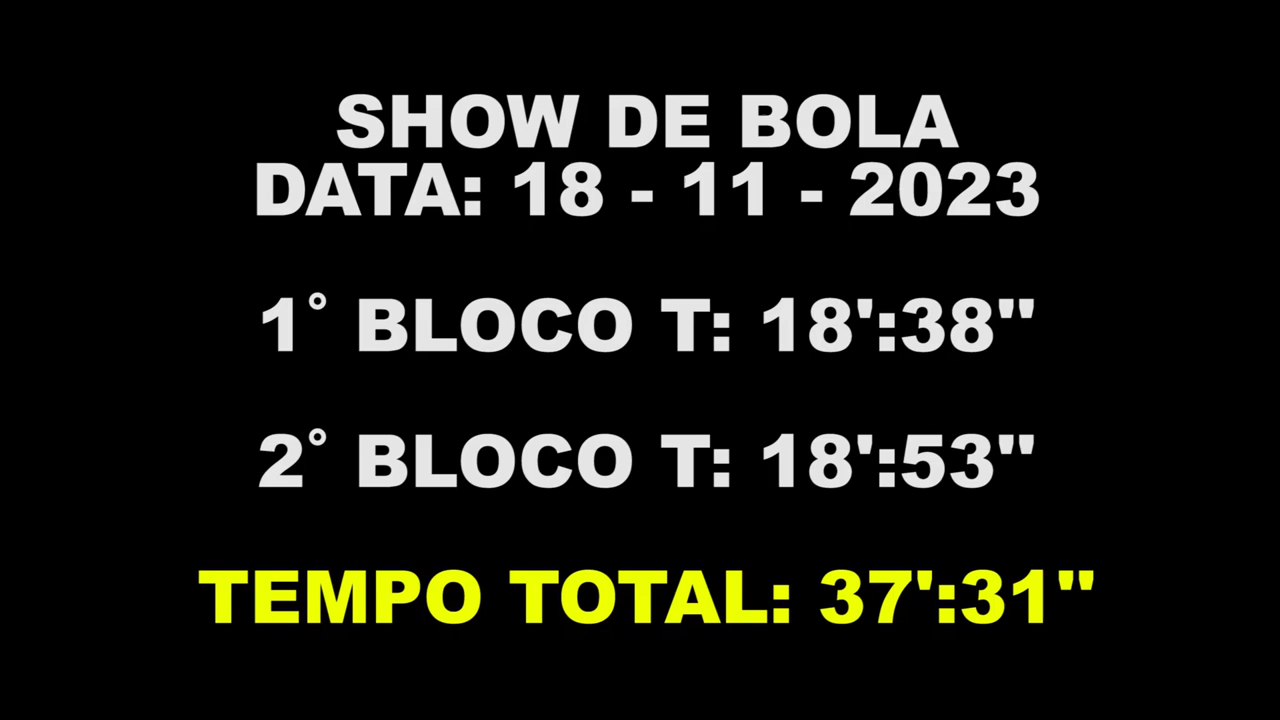 SHOW DE BOLA
DATA: 18 - 11 - 2023
1° BLOCO T: 18':38"
2° BLOCO T: 18':53"
TEMPO TOTAL: 37':31"